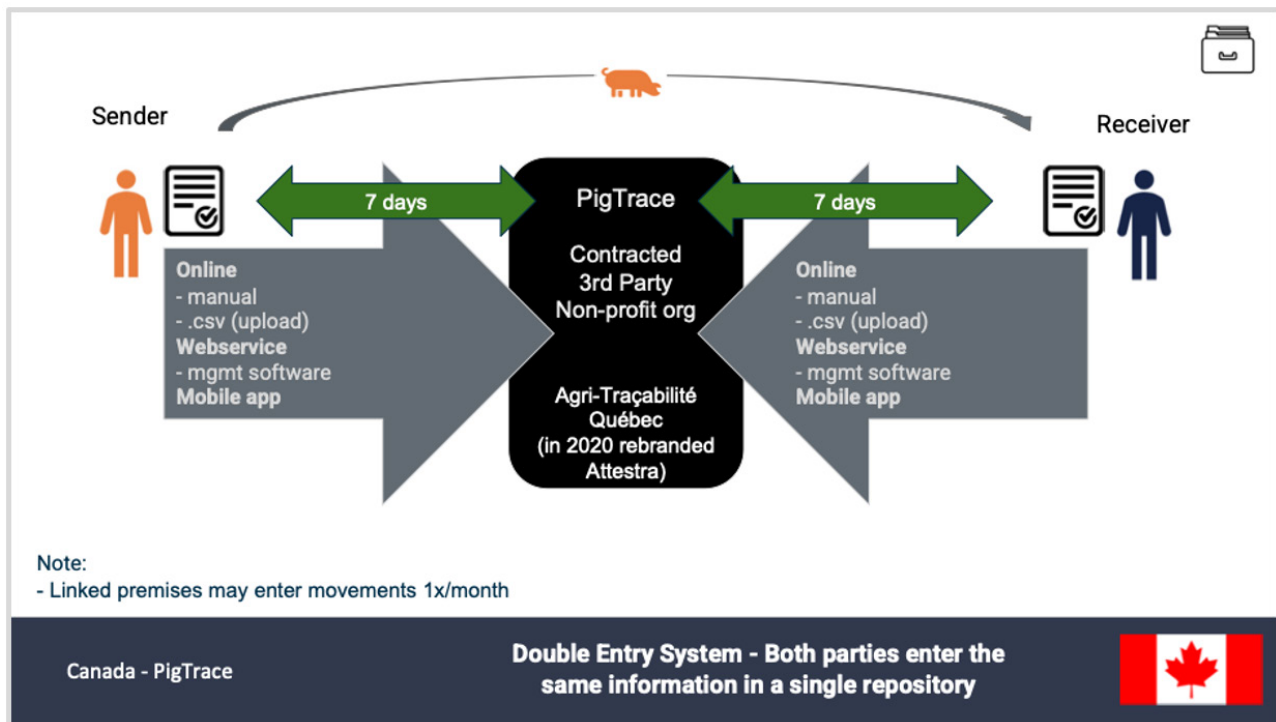 Sender
Receiver
7 days
PigTrace
7 days
Contracted
3rd Party
Non-profit org
Agri-Traçabilité
Québec
(in 2020 rebranded
Attestra)
Online
- manual
- .csv (upload)
Webservice
- mgmt software
Mobile app
Online
- manual
- .csv (upload)
Webservice
- mgmt software
Mobile app
Note:
- Linked premises may enter movements 1x/month
Canada - PigTrace
Double Entry System - Both parties enter the
same information in a single repository